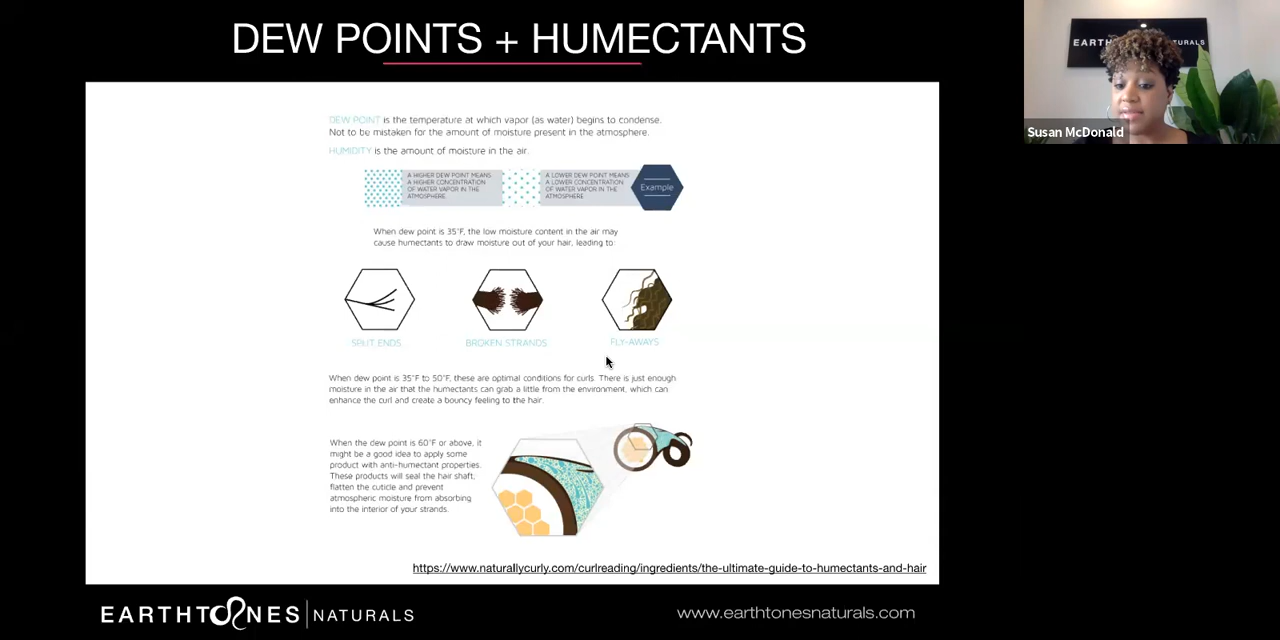 DEW POINTS + HUMECTANTS
EARTH
NATURALS
Susan McDonald
DEW POINT is the temperature at which vapor (as water) begins to condense.
Not to be mistaken for the amount of moisture present in the atmosphere.
HUMIDITY is the amount of moisture in the air.
A HIGHER DEW POINT MEANS
A HIGHER CONCENTRATION
OF WATER VAPOR IN THE
ATMOSPHERE
A LOWER DEW POINT MEANS
A LOWER CONCENTRATION
OF WATER VAPOR IN THE
ATMOSPHERE
Example
When dew point is 35°F, the low moisture content in the air may
cause humectants to draw moisture out of your hair, leading to:
SPLIT ENDS
BROKEN STRANDS
FLY-AWAYS
When dew point is 35°F to 50°F, these are optimal conditions for curls. There is just enough
moisture in the air that the humectants can grab a little from the environment, which can
enhance the curl and create a bouncy feeling to the hair.
When the dew point is 60°F or above, it
might be a good idea to apply some
product with anti-humectant properties.
These products will seal the hair shaft,
flatten the cuticle and prevent
atmospheric moisture from absorbing
into the interior of your strands.
https://www.naturallycurly.com/curlreading/ingredients/the-ultimate-guide-to-humectants-and-hair
EARTHTONES NATURALS
www.earthtonesnaturals.com